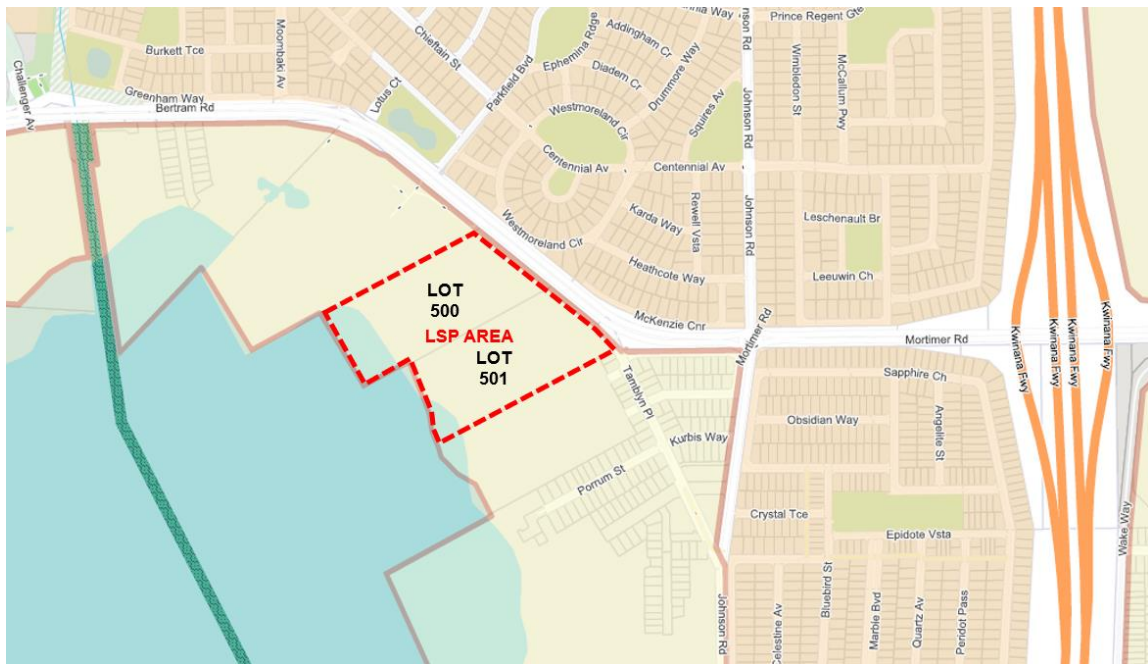 Burkett Tce
Moombaki Av
Challenger Av
Greenham Way
Bertram Rd
Lotus Ct
Chieftain St
Parkfield Blvd
Ephemina Rdge
Addingham Cr
Diadem Cr
Drummore Way
Westmoreland Cir
Squires Av
Centennial Av
Centennial Av
Johnson Rd
Johnson Rd
Prince Regent Gte
Wimbledon St
McCallum Pwy
Karda Way
Rewell Vsta
Leschenault Br
Westmoreland Cir
Heathcote Way
Leeuwin Ch
McKenzie Cnr
Mortimer Rd
Mortimer Rd
Kwinana Fwy
Kwinana Fwy
Kwinana Fwy
Kwinana Fwy
LOT
500
LSP AREA
LOT
501
Tamblyn Pl
Sapphire Ch
Obsidian Way
Angelite St
Kurbis Way
Porrum St
Crystal Tce
Epidote Vsta
Wake Way
Johnson Rd
Celestine Av
Bluebird St
Marble Bvd
Quartz Av
Peridot Pass